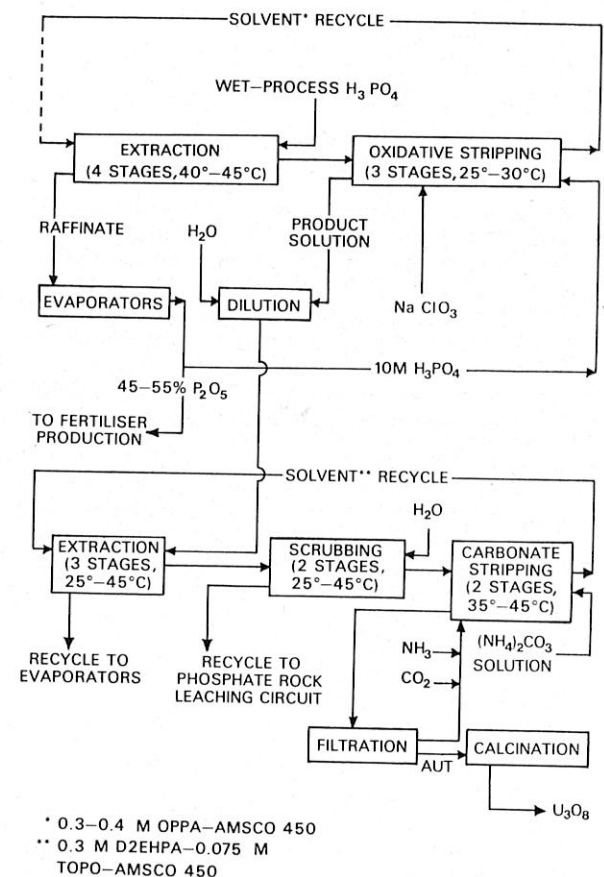 SOLVENT* RECYCLE
WET-PROCESS H₃PO₄
EXTRACTION
(4 STAGES, 40°-45°C)
OXIDATIVE STRIPPING
(3 STAGES, 25°-30°C)
RAFFINATE
H₂O
PRODUCT
SOLUTION
EVAPORATORS
DILUTION
Na ClO₃
10M H₃PO₄
45-55% P₂O₅
TO FERTILISER
PRODUCTION
SOLVENT** RECYCLE
H₂O
EXTRACTION
(3 STAGES,
25°-45°C)
SCRUBBING
(2 STAGES,
25°-45°C)
CARBONATE
STRIPPING
(2 STAGES,
35°-45°C)
RECYCLE TO
EVAPORATORS
RECYCLE TO
PHOSPHATE ROCK
LEACHING CIRCUIT
NH₃
CO₂
(NH₄)₂CO₃
SOLUTION
FILTRATION
AUT
CALCINATION
U₃O₈
* 0.3-0.4 M OPPA-AMSCO 450
** 0.3 M D2EHPA-0.075 M
TOPO-AMSCO 450